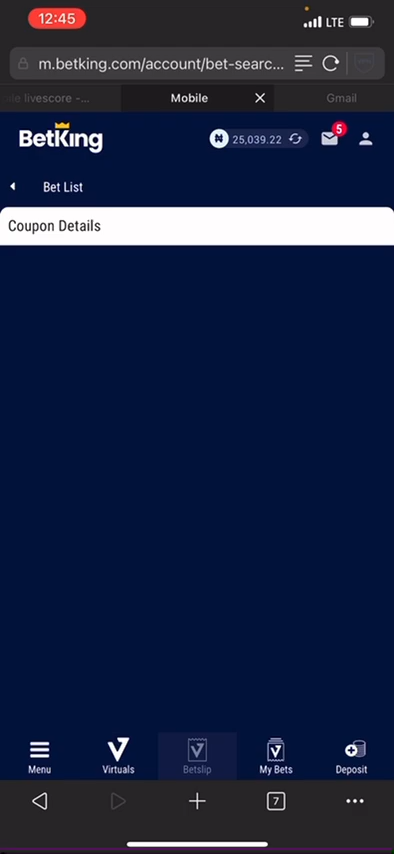 12:45
LTE
m.betking.com/account/bet-searc...
livescore -...
Mobile
Gmail
BetKing
₦ 25,039.22
5
Bet List
Coupon Details
Menu
Virtuals
Betslip
My Bets
Deposit
7